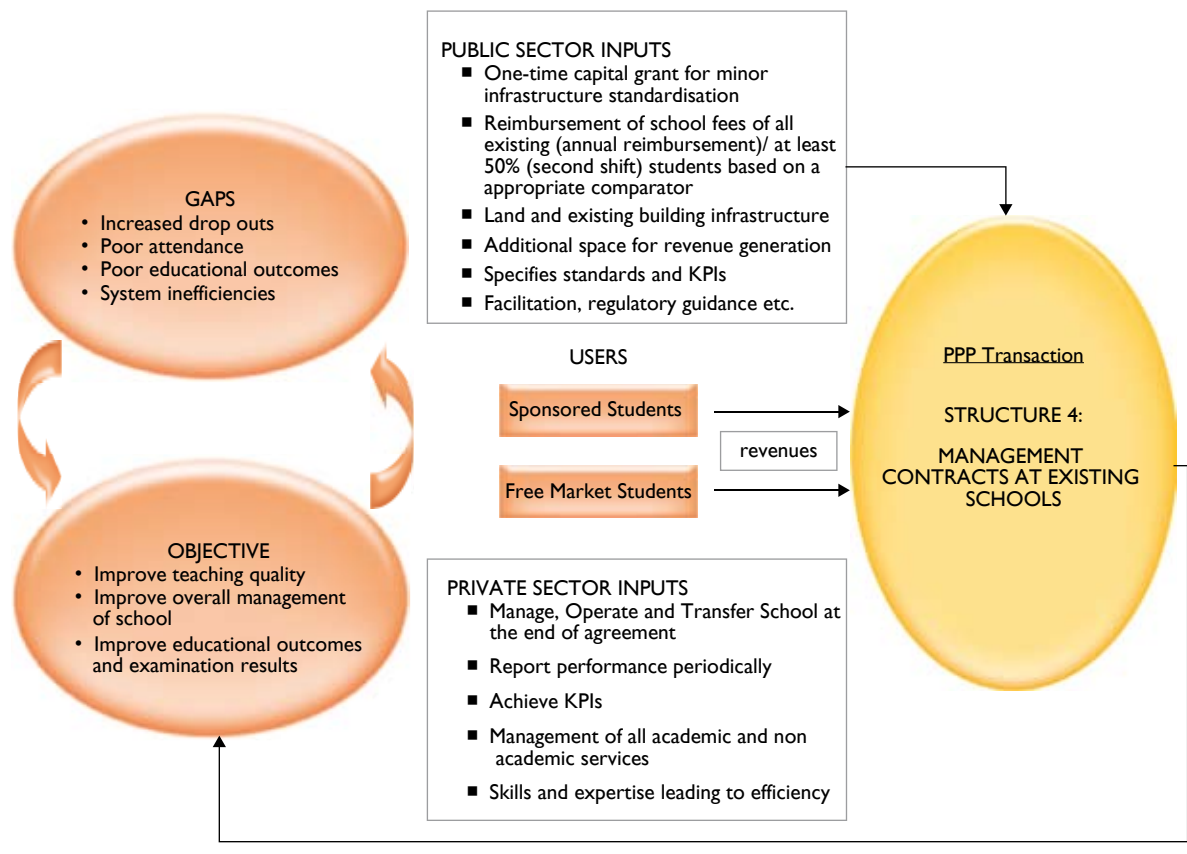 PUBLIC SECTOR INPUTS
■ One-time capital grant for minor
infrastructure standardisation
■ Reimbursement of school fees of all
existing (annual reimbursement)/ at least
50% (second shift) students based on a
appropriate comparator
■ Land and existing building infrastructure
■ Additional space for revenue generation
■ Specifies standards and KPIs
■ Facilitation, regulatory guidance etc.
GAPS
• Increased drop outs
• Poor attendance
• Poor educational outcomes
• System inefficiencies
USERS
Sponsored Students
revenues
Free Market Students
PPP Transaction
STRUCTURE 4:
MANAGEMENT
CONTRACTS AT EXISTING
SCHOOLS
OBJECTIVE
• Improve teaching quality
• Improve overall management
of school
• Improve educational outcomes
and examination results
PRIVATE SECTOR INPUTS
■ Manage, Operate and Transfer School at
the end of agreement
■ Report performance periodically
■ Achieve KPIs
■ Management of all academic and non
academic services
■ Skills and expertise leading to efficiency